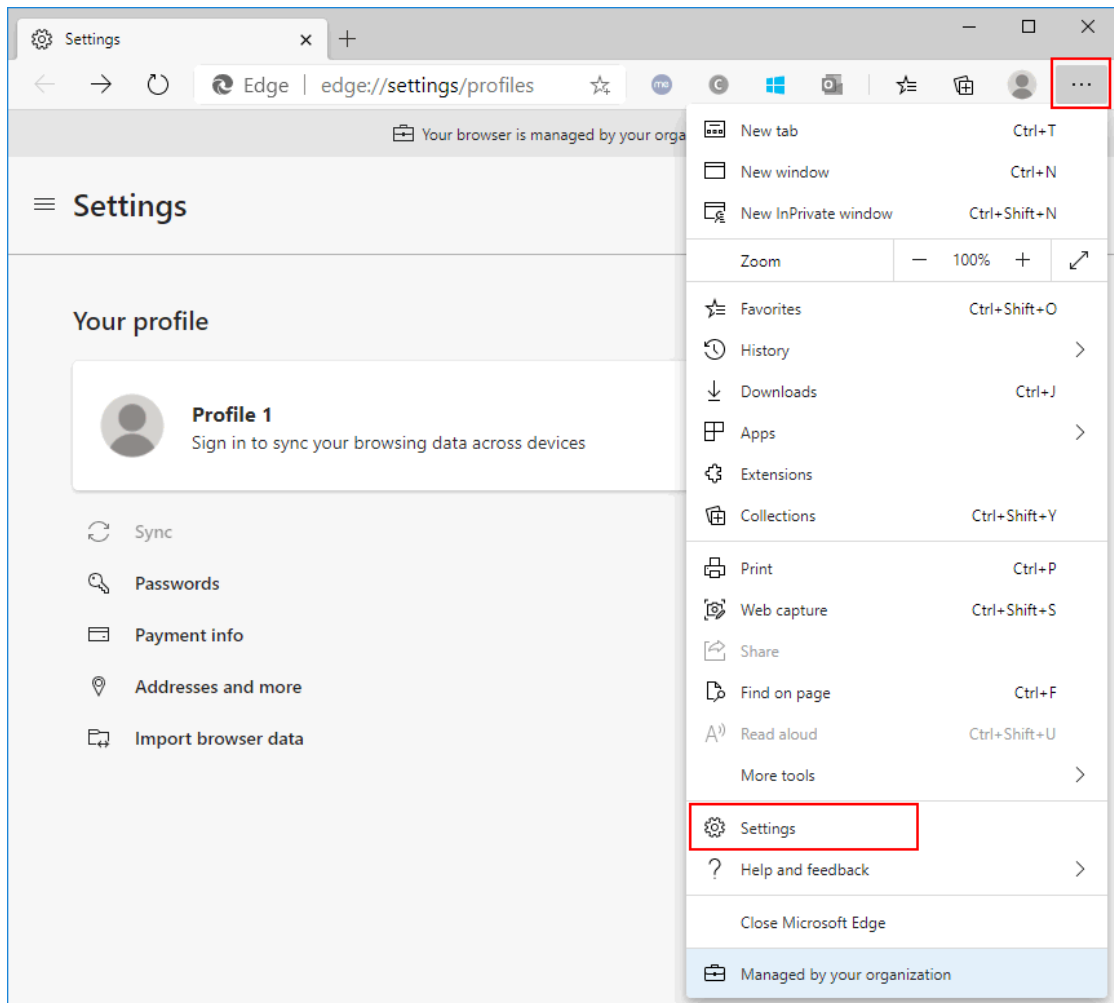 Settings
Edge | edge://settings/profiles
me
C
Your browser is managed by your orga
Settings
Your profile
Profile 1
Sign in to sync your browsing data across devices
Sync
Passwords
Payment info
Addresses and more
Import browser data
New tab Ctrl+T
New window Ctrl+N
New InPrivate window Ctrl+Shift+N
Zoom 100%
Favorites Ctrl+Shift+O
History
Downloads Ctrl+J
Apps
Extensions
Collections Ctrl+Shift+Y
Print Ctrl+P
Web capture Ctrl+Shift+S
Share
Find on page Ctrl+F
Read aloud Ctrl+Shift+U
More tools
Settings
Help and feedback
Close Microsoft Edge
Managed by your organization